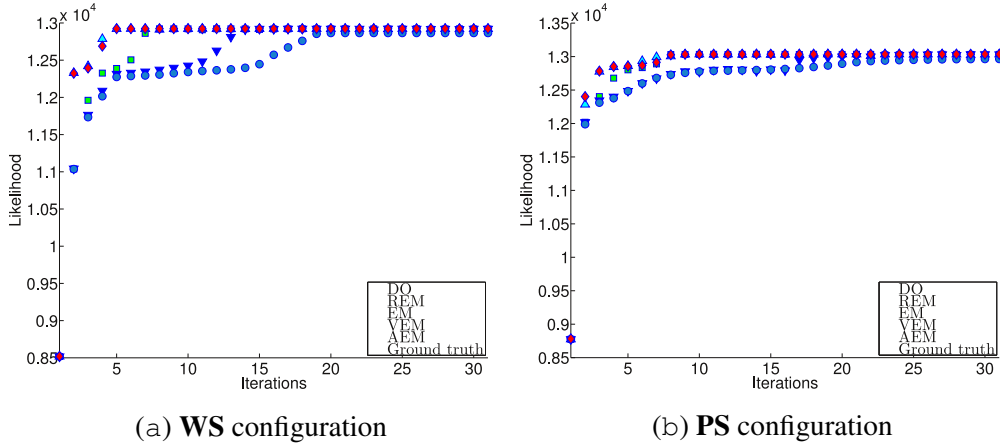 x 10^4
1.3
1.25
1.2
1.15
1.1
1.05
1
0.95
0.9
0.85
Likelihood
5 10 15 20 25 30
Iterations
DO
REM
EM
VEM
AEM
Ground truth
(a) WS configuration
x 10^4
1.35
1.3
1.25
1.2
1.15
1.1
1.05
1
0.95
0.9
0.85
Likelihood
5 10 15 20 25 30
Iterations
DO
REM
EM
VEM
AEM
Ground truth
(b) PS configuration